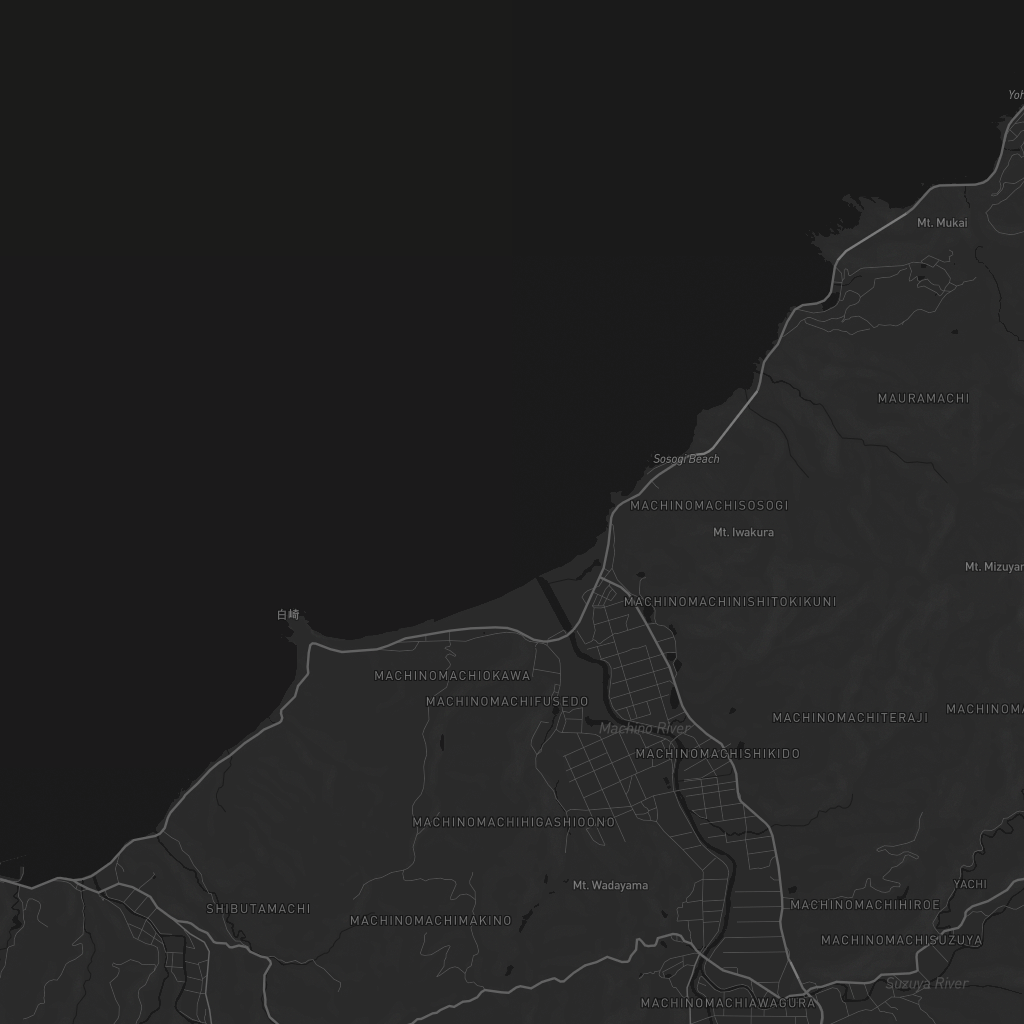 Yoh
Mt. Mukai
MAURAMACHI
Sosogi Beach
MACHINOMACHISOSOGI
Mt. Iwakura
Mt. Mizuyar
MACHINOMACHINISHITOKIKUNI
白崎
MACHINOMACHIOKAWA
MACHINOMACHIFUSEDO
MACHINOMA
MACHINOMACHITERAJI
Machino River
MACHINOMACHISHIKIDO
MACHINOMACHIHIGASHIOONO
Mt. Wadayama
YACHI
MACHINOMACHIHIROE
SHIBUTAMACHI
MACHINOMACHIMAKINO
MACHINOMACHISUZUYA
Suzuya River
MACHINOMACHIAWAGURA